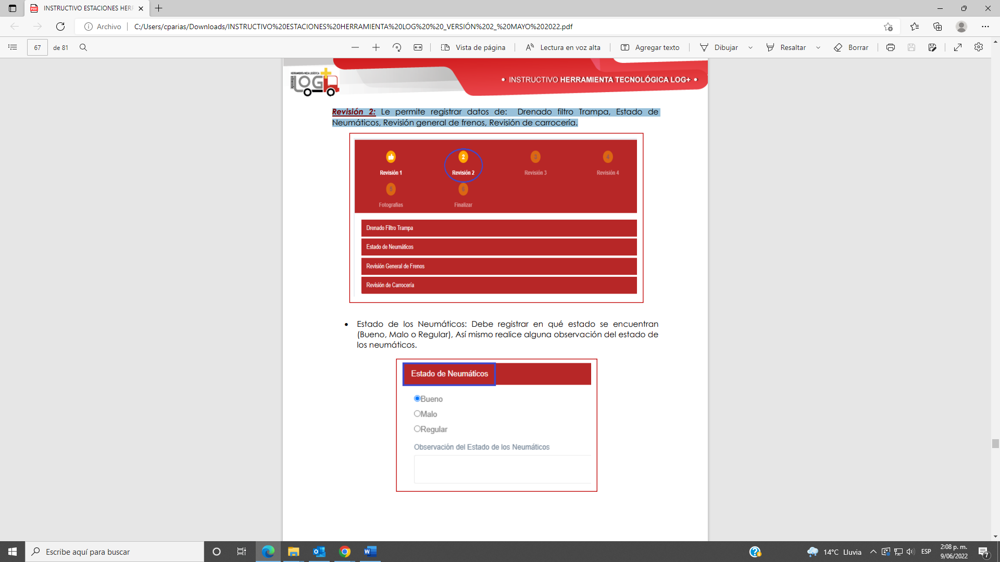 INSTRUCTIVO ESTACIONES HERR
Archivo
C:/Users/cparias/Downloads/INSTRUCTIVO%20ESTACIONES%20HERRAMIENTA%20LOG%20%20_VERSIÓN%202_%20MAYO%202022.pdf
67 de 81
Vista de página
Lectura en voz alta
Agregar texto
Dibujar
Resaltar
Borrar
HERRAMIENTA MESA LOGÍSTICA
LOG+
• INSTRUCTIVO HERRAMIENTA TECNOLÓGICA LOG+ •
Revisión 2: Le permite registrar datos de: Drenado filtro Trampa, Estado de
Neumáticos, Revisión general de frenos, Revisión de carrocería.
2 3 4
Revisión 1 Revisión 2 Revisión 3 Revisión 4
5 6
Fotografias Finalizar
Drenado Filtro Trampa
Estado de Neumáticos
Revisión General de Frenos
Revisión de Carrocería
• Estado de los Neumáticos: Debe registrar en qué estado se encuentran
(Bueno, Malo o Regular), Así mismo realice alguna observación del estado de
los neumáticos.
Estado de Neumáticos
Bueno
Malo
Regular
Observación del Estado de los Neumáticos
Escribe aquí para buscar
14°C Lluvia
ESP
2:08 p. m.
9/06/2022
7